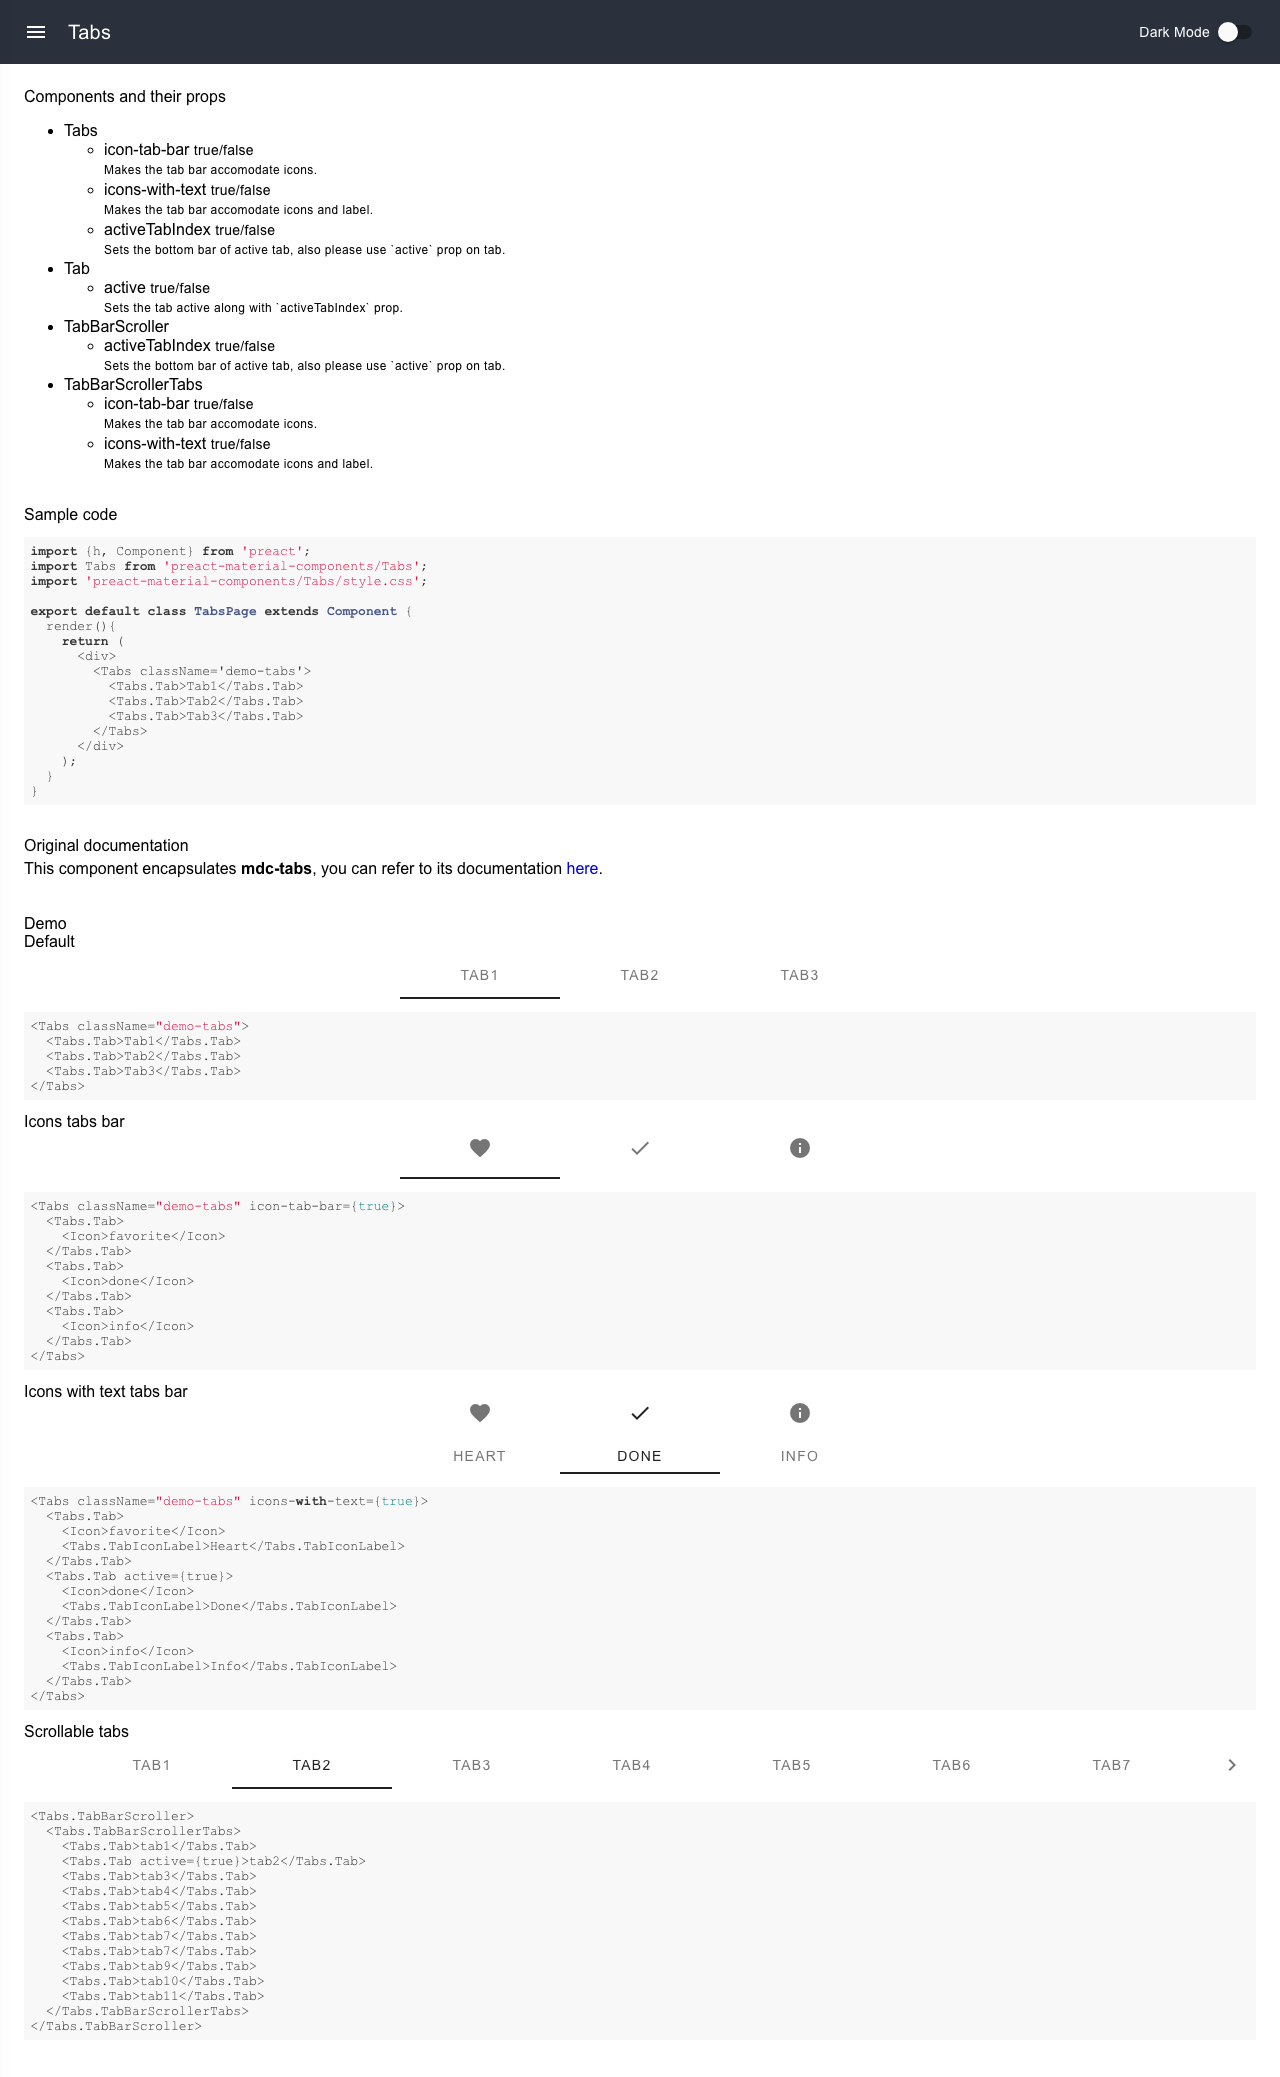 Tabs
Dark Mode
Components and their props
Tabs
icon-tab-bar true/false
Makes the tab bar accomodate icons.
icons-with-text true/false
Makes the tab bar accomodate icons and label.
activeTabIndex true/false
Sets the bottom bar of active tab, also please use `active` prop on tab.
Tab
active true/false
Sets the tab active along with `activeTabIndex` prop.
TabBarScroller
activeTabIndex true/false
Sets the bottom bar of active tab, also please use `active` prop on tab.
TabBarScrollerTabs
icon-tab-bar true/false
Makes the tab bar accomodate icons.
icons-with-text true/false
Makes the tab bar accomodate icons and label.
Sample code
import {h, Component} from 'preact';
import Tabs from 'preact-material-components/Tabs';
import 'preact-material-components/Tabs/style.css';
export default class TabsPage extends Component {
  render(){
    return (
      <div>
        <Tabs className='demo-tabs'>
          <Tabs.Tab>Tab1</Tabs.Tab>
          <Tabs.Tab>Tab2</Tabs.Tab>
          <Tabs.Tab>Tab3</Tabs.Tab>
        </Tabs>
      </div>
    );
  }
}
Original documentation
This component encapsulates mdc-tabs, you can refer to its documentation here.
Demo
Default
TAB1 TAB2 TAB3
<Tabs className="demo-tabs">
  <Tabs.Tab>Tab1</Tabs.Tab>
  <Tabs.Tab>Tab2</Tabs.Tab>
  <Tabs.Tab>Tab3</Tabs.Tab>
</Tabs>
Icons tabs bar
<Tabs className="demo-tabs" icon-tab-bar={true}>
  <Tabs.Tab>
    <Icon>favorite</Icon>
  </Tabs.Tab>
  <Tabs.Tab>
    <Icon>done</Icon>
  </Tabs.Tab>
  <Tabs.Tab>
    <Icon>info</Icon>
  </Tabs.Tab>
</Tabs>
Icons with text tabs bar
HEART DONE INFO
<Tabs className="demo-tabs" icons-with-text={true}>
  <Tabs.Tab>
    <Icon>favorite</Icon>
    <Tabs.TabIconLabel>Heart</Tabs.TabIconLabel>
  </Tabs.Tab>
  <Tabs.Tab active={true}>
    <Icon>done</Icon>
    <Tabs.TabIconLabel>Done</Tabs.TabIconLabel>
  </Tabs.Tab>
  <Tabs.Tab>
    <Icon>info</Icon>
    <Tabs.TabIconLabel>Info</Tabs.TabIconLabel>
  </Tabs.Tab>
</Tabs>
Scrollable tabs
TAB1 TAB2 TAB3 TAB4 TAB5 TAB6 TAB7
<Tabs.TabBarScroller>
  <Tabs.TabBarScrollerTabs>
    <Tabs.Tab>tab1</Tabs.Tab>
    <Tabs.Tab active={true}>tab2</Tabs.Tab>
    <Tabs.Tab>tab3</Tabs.Tab>
    <Tabs.Tab>tab4</Tabs.Tab>
    <Tabs.Tab>tab5</Tabs.Tab>
    <Tabs.Tab>tab6</Tabs.Tab>
    <Tabs.Tab>tab7</Tabs.Tab>
    <Tabs.Tab>tab7</Tabs.Tab>
    <Tabs.Tab>tab9</Tabs.Tab>
    <Tabs.Tab>tab10</Tabs.Tab>
    <Tabs.Tab>tab11</Tabs.Tab>
  </Tabs.TabBarScrollerTabs>
</Tabs.TabBarScroller>